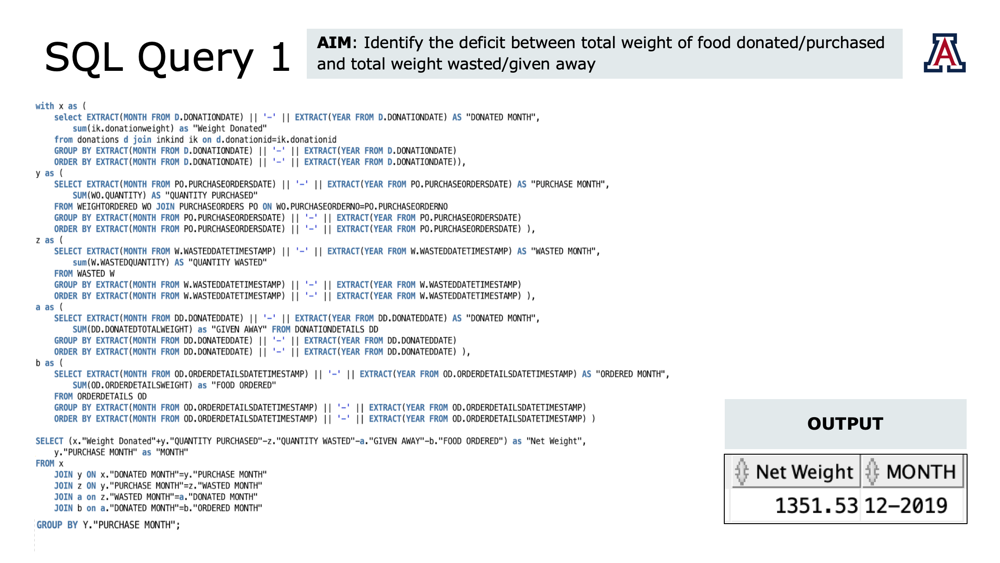 SQL Query 1
AIM: Identify the deficit between total weight of food donated/purchased
and total weight wasted/given away
with x as (
select EXTRACT(MONTH FROM D.DONATIONDATE) || '-' || EXTRACT(YEAR FROM D.DONATIONDATE) AS "DONATED MONTH",
sum(ik.donationweight) as "Weight Donated"
from donations d join inkind ik on d.donationid=ik.donationid
GROUP BY EXTRACT(MONTH FROM D.DONATIONDATE) || '-' || EXTRACT(YEAR FROM D.DONATIONDATE)
ORDER BY EXTRACT(MONTH FROM D.DONATIONDATE) || '-' || EXTRACT(YEAR FROM D.DONATIONDATE)),
y as (
SELECT EXTRACT(MONTH FROM PO.PURCHASEORDERSDATE) || '-' || EXTRACT(YEAR FROM PO.PURCHASEORDERSDATE) AS "PURCHASE MONTH",
SUM(WO.QUANTITY) AS "QUANTITY PURCHASED"
FROM WEIGHTORDERED WO JOIN PURCHASEORDERS PO ON WO.PURCHASEORDERNO=PO.PURCHASEORDERNO
GROUP BY EXTRACT(MONTH FROM PO.PURCHASEORDERSDATE) || '-' || EXTRACT(YEAR FROM PO.PURCHASEORDERSDATE)
ORDER BY EXTRACT(MONTH FROM PO.PURCHASEORDERSDATE) || '-' || EXTRACT(YEAR FROM PO.PURCHASEORDERSDATE) ),
z as (
SELECT EXTRACT(MONTH FROM W.WASTEDDATETIMESTAMP) || '-' || EXTRACT(YEAR FROM W.WASTEDDATETIMESTAMP) AS "WASTED MONTH",
sum(W.WASTEDQUANTITY) AS "QUANTITY WASTED"
FROM WASTED W
GROUP BY EXTRACT(MONTH FROM W.WASTEDDATETIMESTAMP) || '-' || EXTRACT(YEAR FROM W.WASTEDDATETIMESTAMP)
ORDER BY EXTRACT(MONTH FROM W.WASTEDDATETIMESTAMP) || '-' || EXTRACT(YEAR FROM W.WASTEDDATETIMESTAMP) ),
a as (
SELECT EXTRACT(MONTH FROM DD.DONATEDDATE) || '-' || EXTRACT(YEAR FROM DD.DONATEDDATE) AS "DONATED MONTH",
SUM(DD.DONATEDTOTALWEIGHT) as "GIVEN AWAY" FROM DONATIONDETAILS DD
GROUP BY EXTRACT(MONTH FROM DD.DONATEDDATE) || '-' || EXTRACT(YEAR FROM DD.DONATEDDATE)
ORDER BY EXTRACT(MONTH FROM DD.DONATEDDATE) || '-' || EXTRACT(YEAR FROM DD.DONATEDDATE) ),
b as (
SELECT EXTRACT(MONTH FROM OD.ORDERDETAILSDATETIMESTAMP) || '-' || EXTRACT(YEAR FROM OD.ORDERDETAILSDATETIMESTAMP) AS "ORDERED MONTH",
SUM(OD.ORDERDETAILSWEIGHT) as "FOOD ORDERED"
FROM ORDERDETAILS OD
GROUP BY EXTRACT(MONTH FROM OD.ORDERDETAILSDATETIMESTAMP) || '-' || EXTRACT(YEAR FROM OD.ORDERDETAILSDATETIMESTAMP)
ORDER BY EXTRACT(MONTH FROM OD.ORDERDETAILSDATETIMESTAMP) || '-' || EXTRACT(YEAR FROM OD.ORDERDETAILSDATETIMESTAMP) )
SELECT (x."Weight Donated"+y."QUANTITY PURCHASED"-z."QUANTITY WASTED"-a."GIVEN AWAY"-b."FOOD ORDERED") as "Net Weight",
y."PURCHASE MONTH" as "MONTH"
FROM x
JOIN y ON x."DONATED MONTH"=y."PURCHASE MONTH"
JOIN z ON y."PURCHASE MONTH"=z."WASTED MONTH"
JOIN a on z."WASTED MONTH"=a."DONATED MONTH"
JOIN b on a."DONATED MONTH"=b."ORDERED MONTH"
GROUP BY Y."PURCHASE MONTH";
OUTPUT
Net Weight MONTH
1351.53 12-2019
A